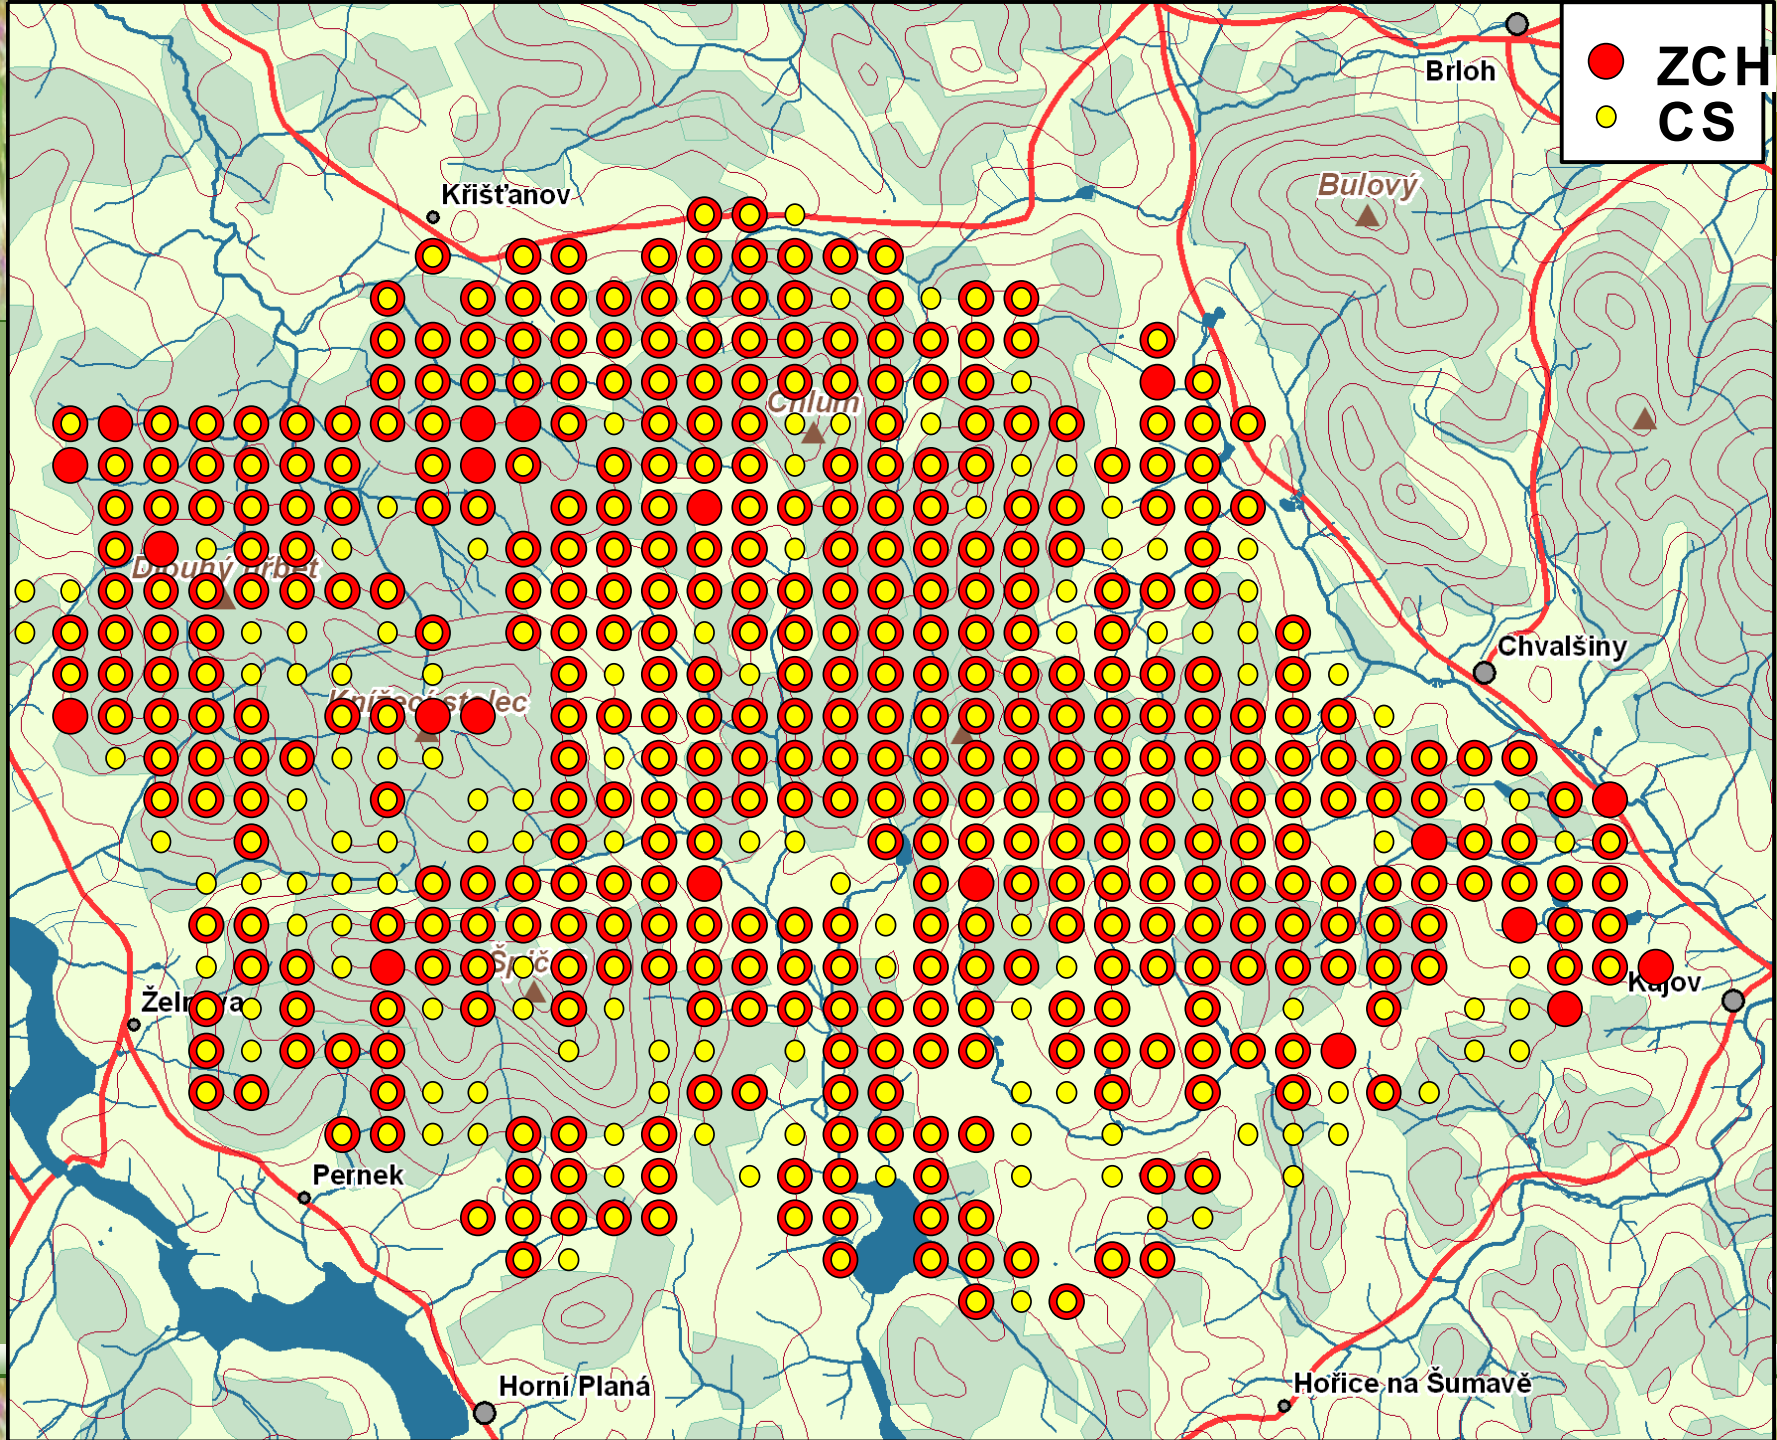 ZCH
CS
Brloh
Bulový
Křišťanov
Chlum
Dlouhý hřbet
Chvalšiny
Knížecí stolec
Špič
Želnava
Kájov
Pernek
Horní Planá
Hořice na Šumavě